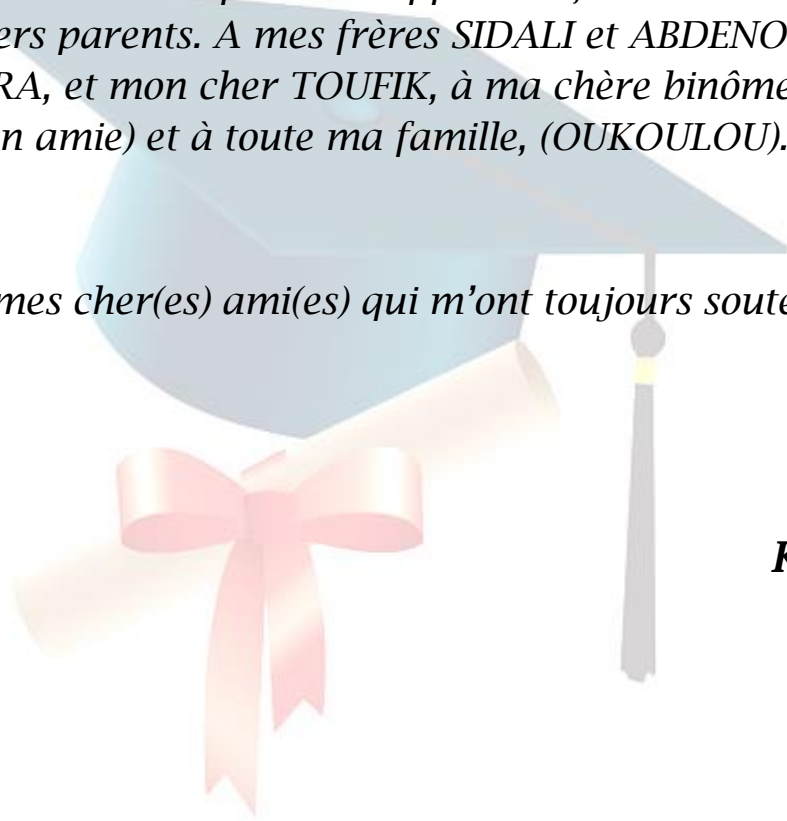 ers parents. A mes frères SIDALI et ABDENO
RA, et mon cher TOUFIK, à ma chère binôme
n amie) et à toute ma famille, (OUKOULOU).
mes cher(es) ami(es) qui m'ont toujours soute
K